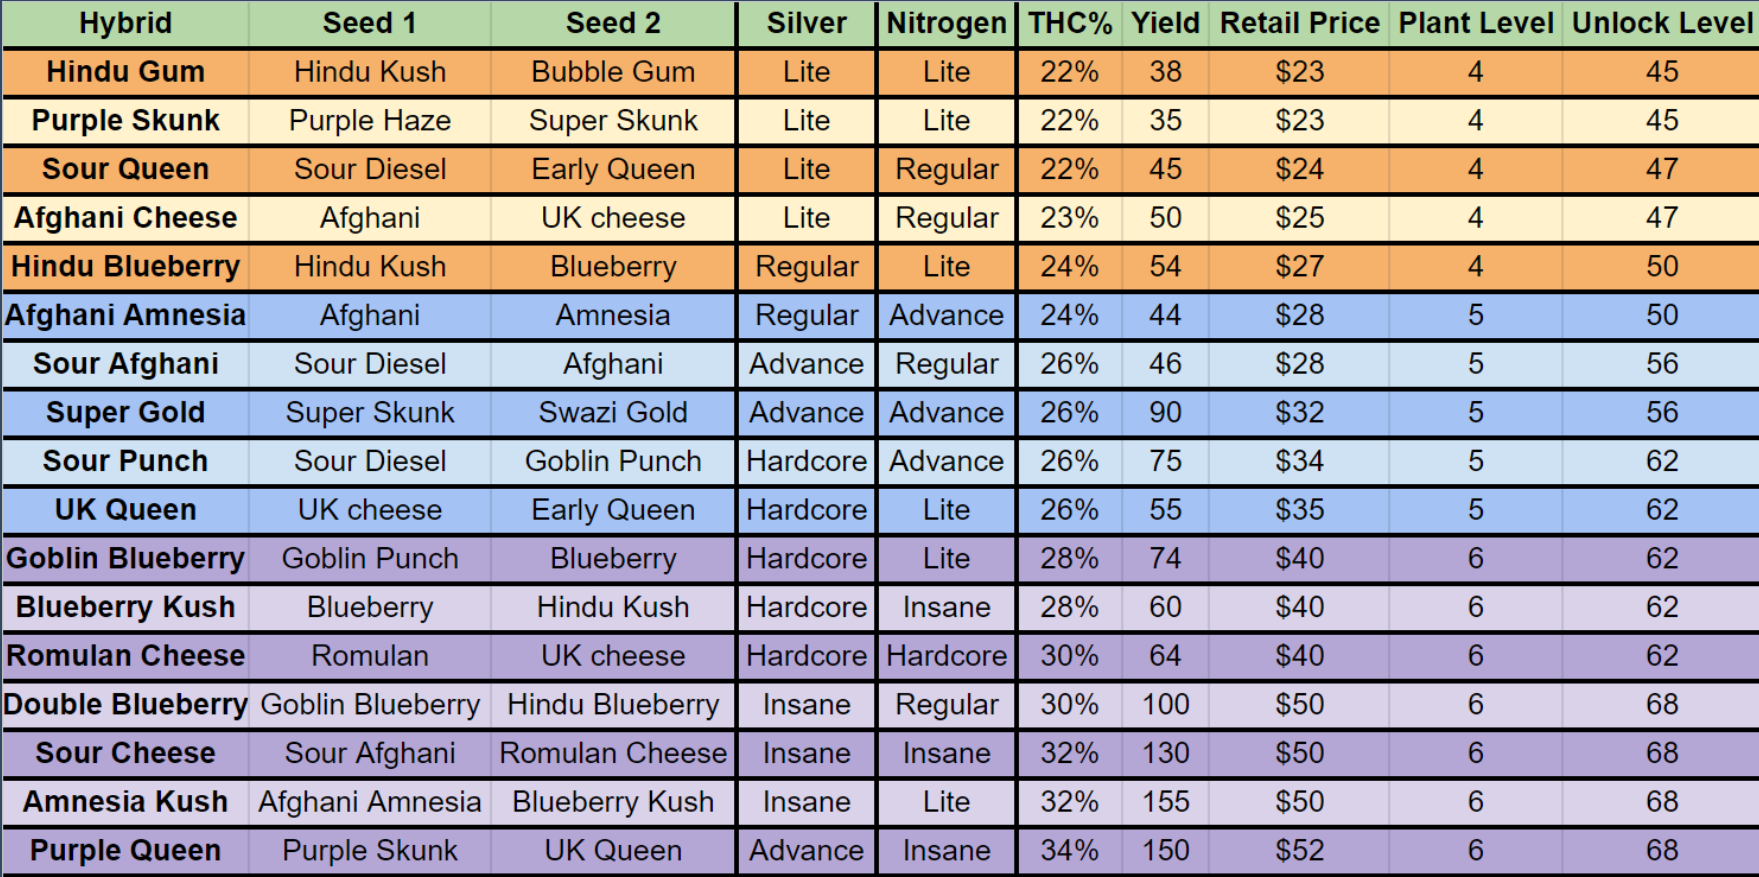 Hybrid Seed 1 Seed 2 Silver Nitrogen THC% Yield Retail Price Plant Level Unlock Level
Hindu Gum Hindu Kush Bubble Gum Lite Lite 22% 38 $23 4 45
Purple Skunk Purple Haze Super Skunk Lite Lite 22% 35 $23 4 45
Sour Queen Sour Diesel Early Queen Lite Regular 22% 45 $24 4 47
Afghani Cheese Afghani UK cheese Lite Regular 23% 50 $25 4 47
Hindu Blueberry Hindu Kush Blueberry Regular Lite 24% 54 $27 4 50
Afghani Amnesia Afghani Amnesia Regular Advance 24% 44 $28 5 50
Sour Afghani Sour Diesel Afghani Advance Regular 26% 46 $28 5 56
Super Gold Super Skunk Swazi Gold Advance Advance 26% 90 $32 5 56
Sour Punch Sour Diesel Goblin Punch Hardcore Advance 26% 75 $34 5 62
UK Queen UK cheese Early Queen Hardcore Lite 26% 55 $35 5 62
Goblin Blueberry Goblin Punch Blueberry Hardcore Lite 28% 74 $40 6 62
Blueberry Kush Blueberry Hindu Kush Hardcore Insane 28% 60 $40 6 62
Romulan Cheese Romulan UK cheese Hardcore Hardcore 30% 64 $40 6 62
Double Blueberry Goblin Blueberry Hindu Blueberry Insane Regular 30% 100 $50 6 68
Sour Cheese Sour Afghani Romulan Cheese Insane Insane 32% 130 $50 6 68
Amnesia Kush Afghani Amnesia Blueberry Kush Insane Lite 32% 155 $50 6 68
Purple Queen Purple Skunk UK Queen Advance Insane 34% 150 $52 6 68